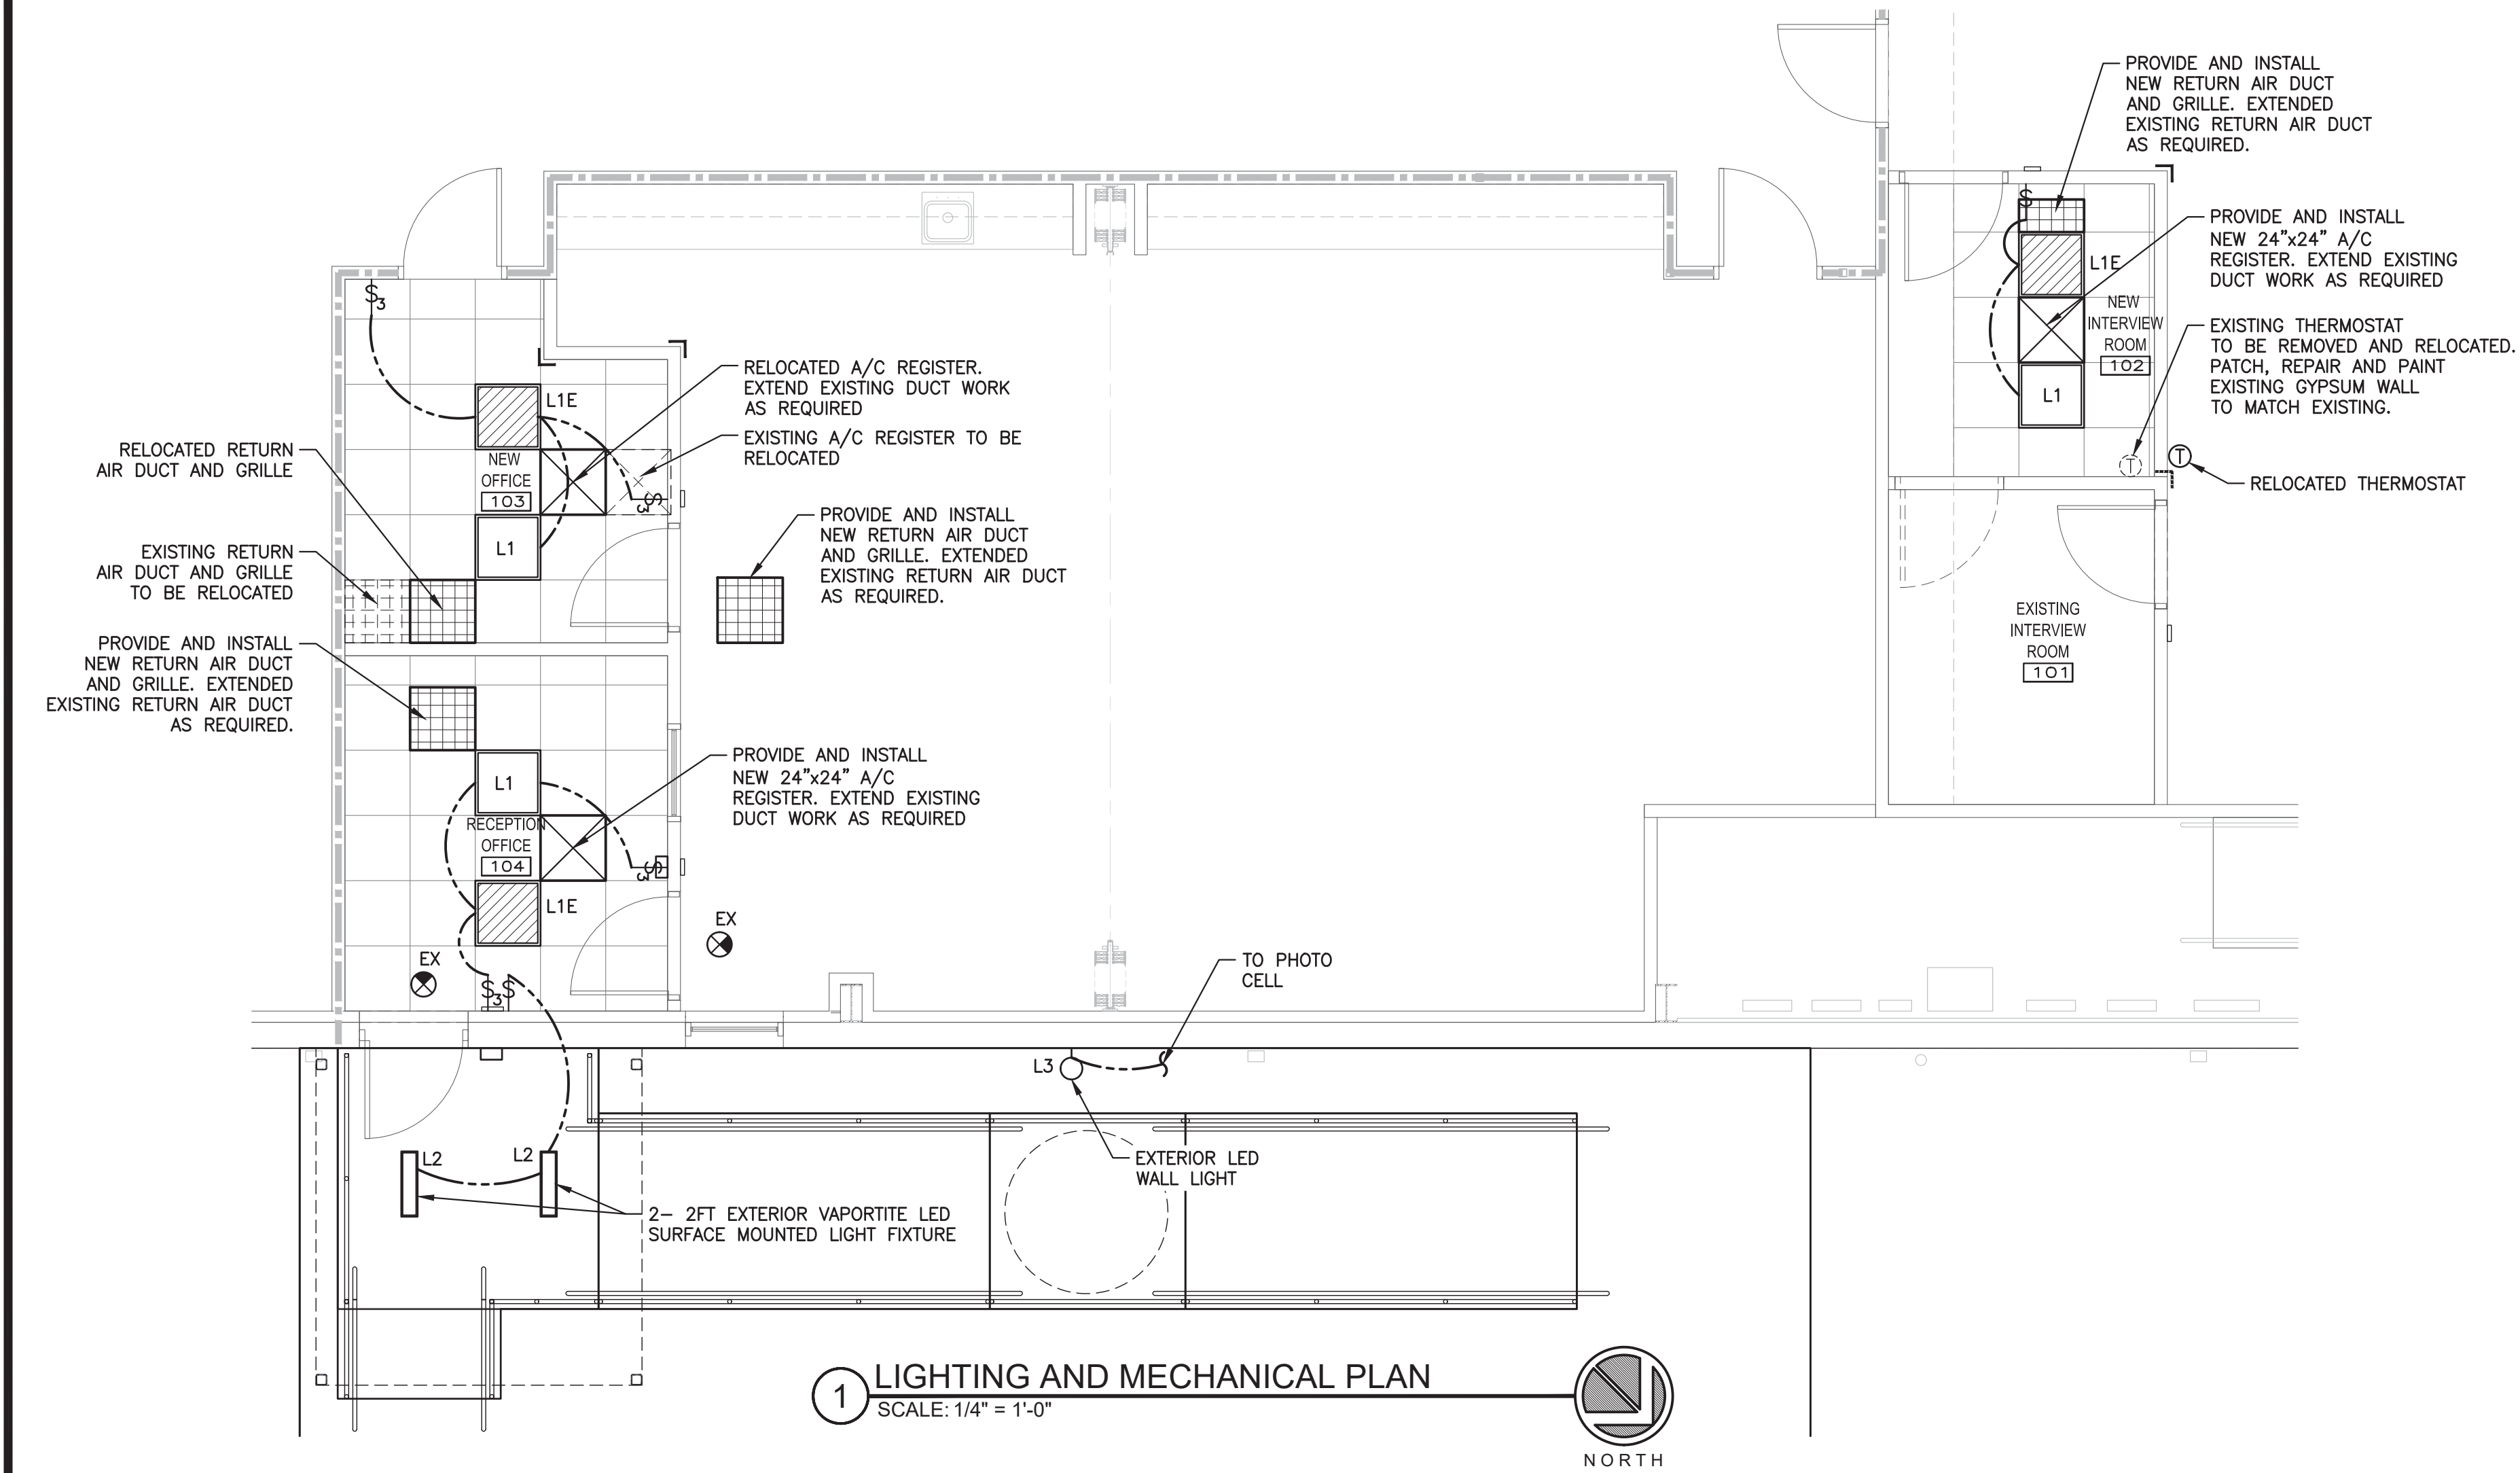 PROVIDE AND INSTALL
NEW RETURN AIR DUCT
AND GRILLE. EXTENDED
EXISTING RETURN AIR DUCT
AS REQUIRED.
S
PROVIDE AND INSTALL
NEW 24"x24" A/C
REGISTER. EXTEND EXISTING
DUCT WORK AS REQUIRED
L1E
NEW
INTERVIEW
ROOM
102
L1
EXISTING THERMOSTAT
TO BE REMOVED AND RELOCATED.
PATCH, REPAIR AND PAINT
EXISTING GYPSUM WALL
TO MATCH EXISTING.
T
T
RELOCATED THERMOSTAT
S3
RELOCATED A/C REGISTER.
EXTEND EXISTING DUCT WORK
AS REQUIRED
L1E
EXISTING A/C REGISTER TO BE
RELOCATED
RELOCATED RETURN
AIR DUCT AND GRILLE
NEW
OFFICE
103
S3
L1
PROVIDE AND INSTALL
NEW RETURN AIR DUCT
AND GRILLE. EXTENDED
EXISTING RETURN AIR DUCT
AS REQUIRED.
EXISTING RETURN
AIR DUCT AND GRILLE
TO BE RELOCATED
EXISTING
INTERVIEW
ROOM
101
PROVIDE AND INSTALL
NEW RETURN AIR DUCT
AND GRILLE. EXTENDED
EXISTING RETURN AIR DUCT
AS REQUIRED.
L1
PROVIDE AND INSTALL
NEW 24"x24" A/C
REGISTER. EXTEND EXISTING
DUCT WORK AS REQUIRED
RECEPTION
OFFICE
104
S3
L1E
EX
EX
S3S
TO PHOTO
CELL
L3
EXTERIOR LED
WALL LIGHT
L2
L2
2- 2FT EXTERIOR VAPORTITE LED
SURFACE MOUNTED LIGHT FIXTURE
1
LIGHTING AND MECHANICAL PLAN
SCALE: 1/4" = 1'-0"
NORTH